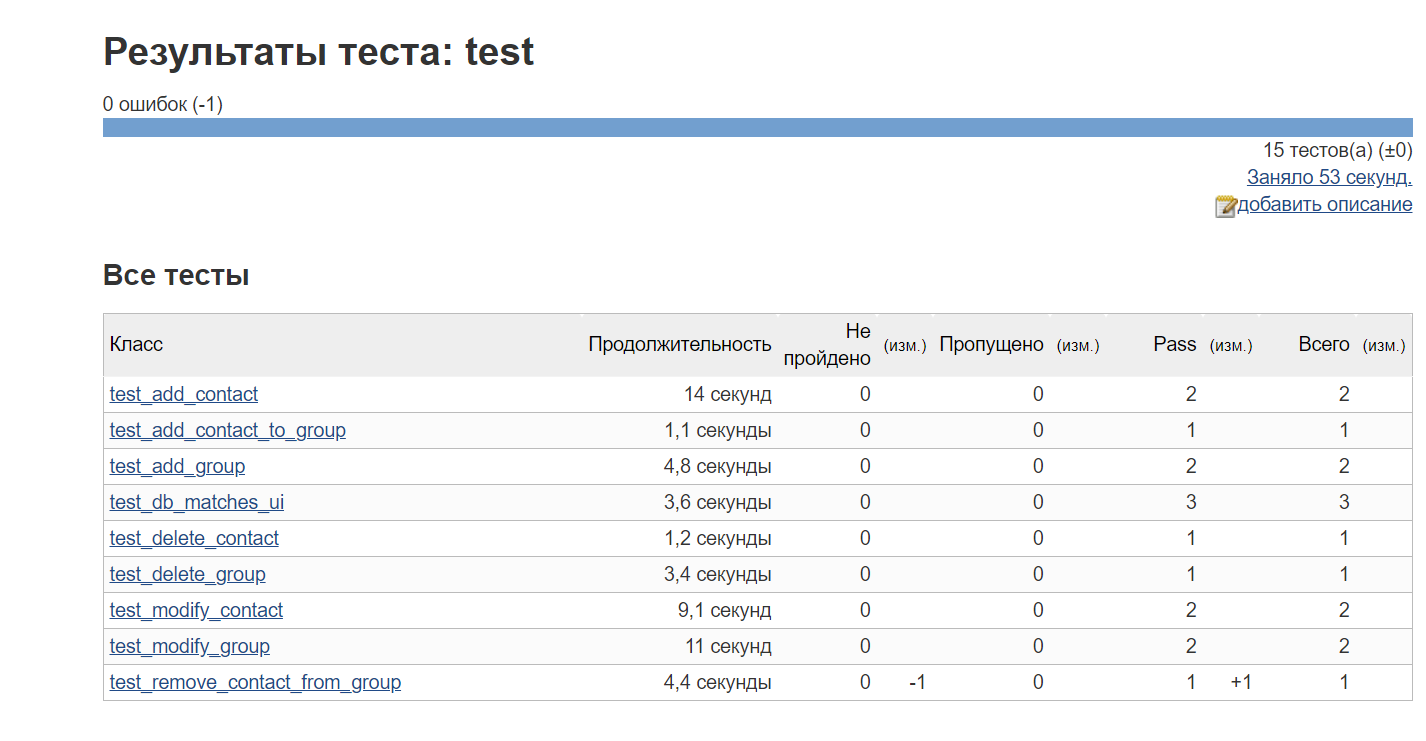 Результаты теста: test
0 ошибок (-1)
15 тестов(а) (±0)
Заняло 53 секунд.
добавить описание
Все тесты
Класс Продолжительность Не пройдено (изм.) Пропущено (изм.) Pass (изм.) Всего (изм.)
test_add_contact 14 секунд 0 0 2 2
test_add_contact_to_group 1,1 секунды 0 0 1 1
test_add_group 4,8 секунды 0 0 2 2
test_db_matches_ui 3,6 секунды 0 0 3 3
test_delete_contact 1,2 секунды 0 0 1 1
test_delete_group 3,4 секунды 0 0 1 1
test_modify_contact 9,1 секунд 0 0 2 2
test_modify_group 11 секунд 0 0 2 2
test_remove_contact_from_group 4,4 секунды 0 -1 0 1 +1 1